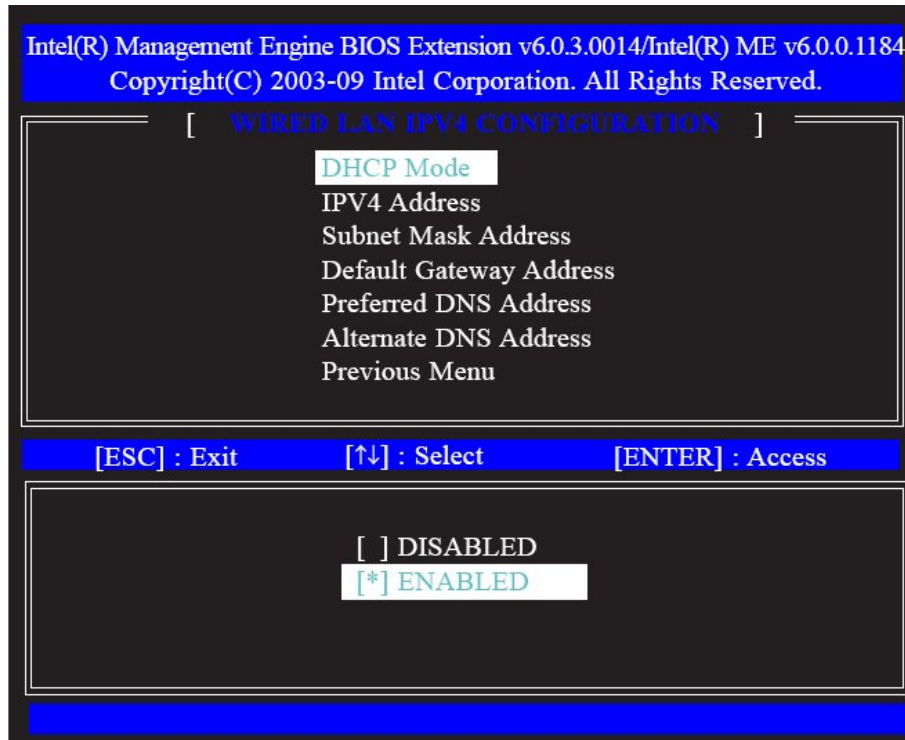 Intel(R) Management Engine BIOS Extension v6.0.3.0014/Intel(R) ME v6.0.0.1184
Copyright(C) 2003-09 Intel Corporation. All Rights Reserved.
[ WIRED LAN IPV4 CONFIGURATION ]
DHCP Mode
IPV4 Address
Subnet Mask Address
Default Gateway Address
Preferred DNS Address
Alternate DNS Address
Previous Menu
[ESC] : Exit [↑↓] : Select [ENTER] : Access
[ ] DISABLED
[*] ENABLED